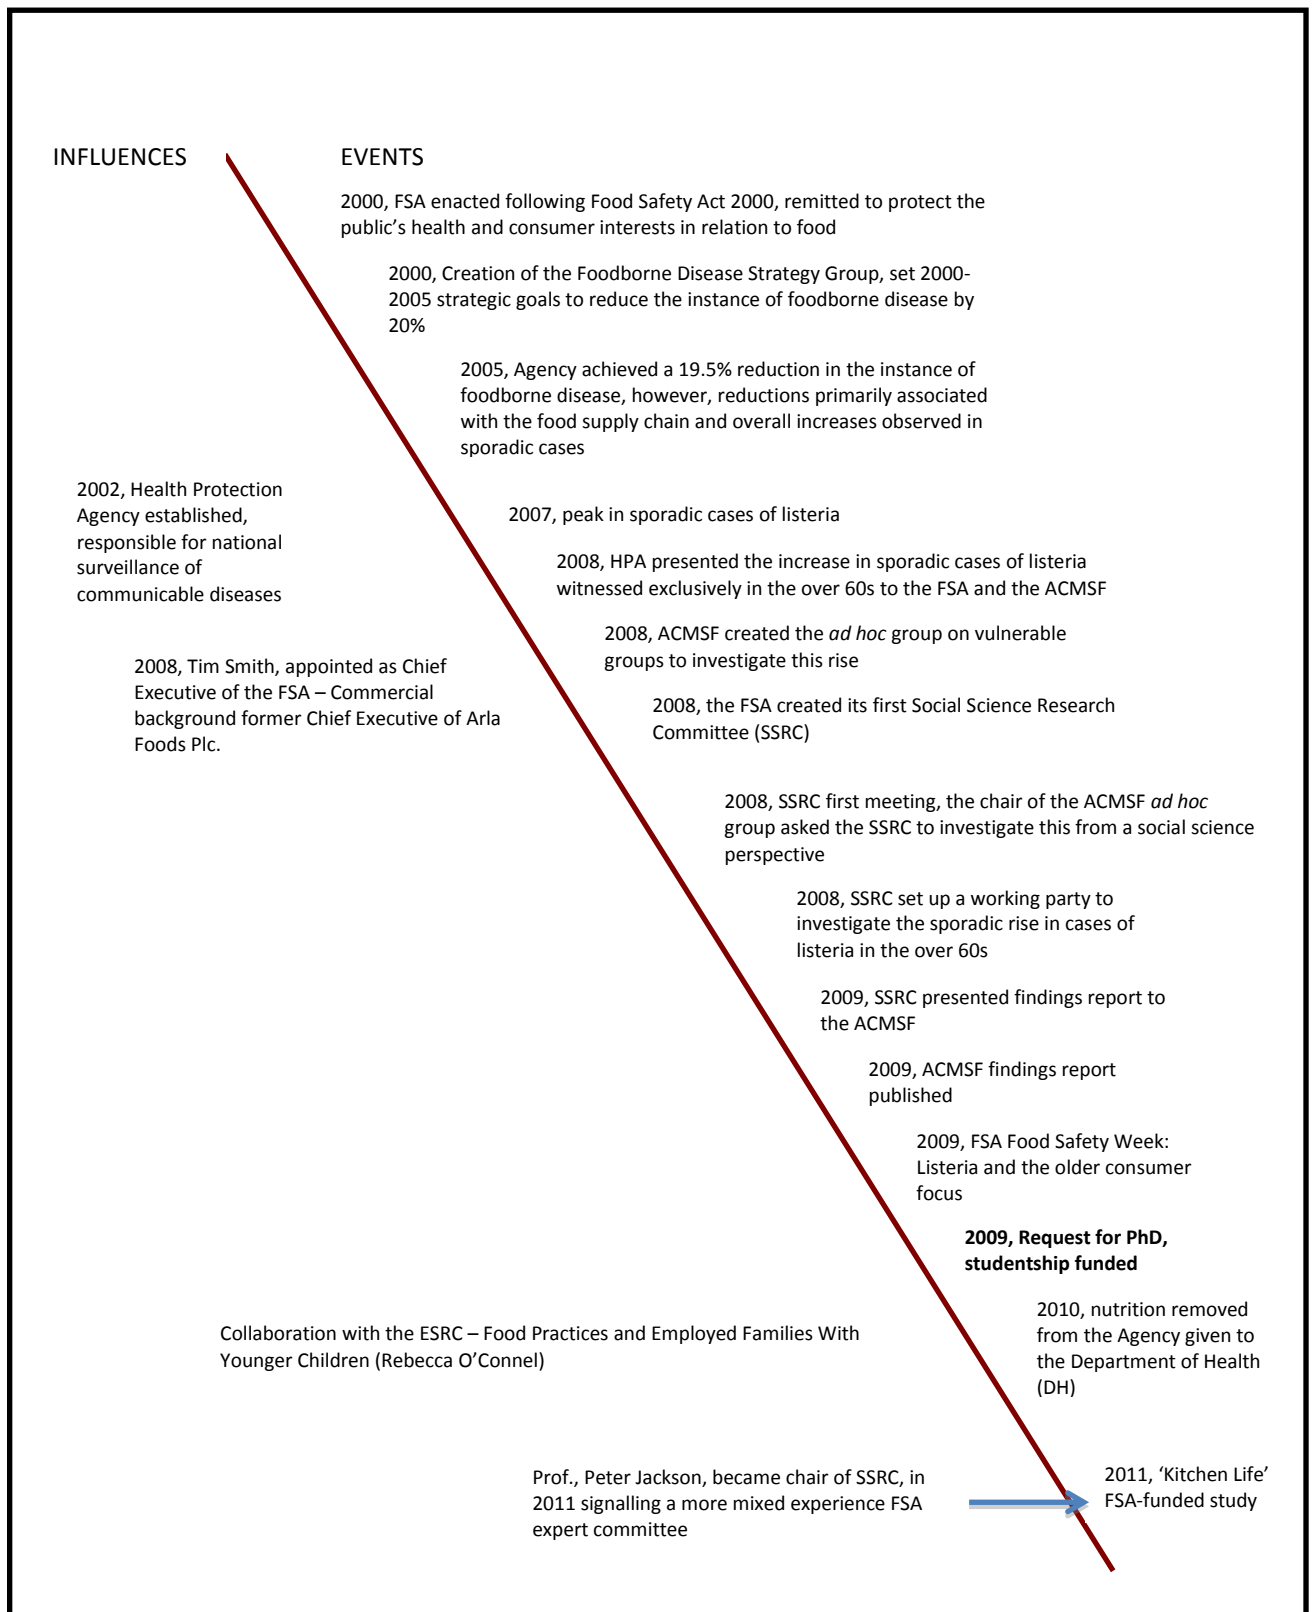 INFLUENCES
EVENTS
2000, FSA enacted following Food Safety Act 2000, remitted to protect the
public’s health and consumer interests in relation to food
2000, Creation of the Foodborne Disease Strategy Group, set 2000-
2005 strategic goals to reduce the instance of foodborne disease by
20%
2005, Agency achieved a 19.5% reduction in the instance of
foodborne disease, however, reductions primarily associated
with the food supply chain and overall increases observed in
sporadic cases
2002, Health Protection
Agency established,
responsible for national
surveillance of
communicable diseases
2007, peak in sporadic cases of listeria
2008, HPA presented the increase in sporadic cases of listeria
witnessed exclusively in the over 60s to the FSA and the ACMSF
2008, ACMSF created the ad hoc group on vulnerable
groups to investigate this rise
2008, Tim Smith, appointed as Chief
Executive of the FSA – Commercial
background former Chief Executive of Arla
Foods Plc.
2008, the FSA created its first Social Science Research
Committee (SSRC)
2008, SSRC first meeting, the chair of the ACMSF ad hoc
group asked the SSRC to investigate this from a social science
perspective
2008, SSRC set up a working party to
investigate the sporadic rise in cases of
listeria in the over 60s
2009, SSRC presented findings report to
the ACMSF
2009, ACMSF findings report
published
2009, FSA Food Safety Week:
Listeria and the older consumer
focus
2009, Request for PhD,
studentship funded
2010, nutrition removed
from the Agency given to
the Department of Health
(DH)
Collaboration with the ESRC – Food Practices and Employed Families With
Younger Children (Rebecca O’Connel)
Prof., Peter Jackson, became chair of SSRC, in
2011 signalling a more mixed experience FSA
expert committee
2011, ‘Kitchen Life’
FSA-funded study